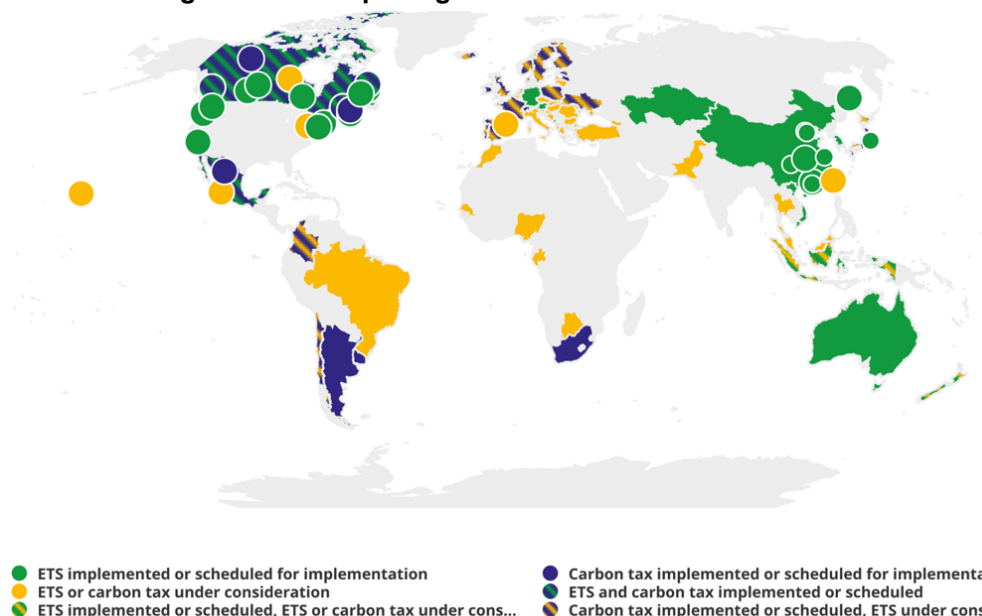 ETS implemented or scheduled for implementation
ETS or carbon tax under consideration
ETS implemented or scheduled, ETS or carbon tax under cons...
Carbon tax implemented or scheduled for implementa
ETS and carbon tax implemented or scheduled
Carbon tax implemented or scheduled, ETS under cons